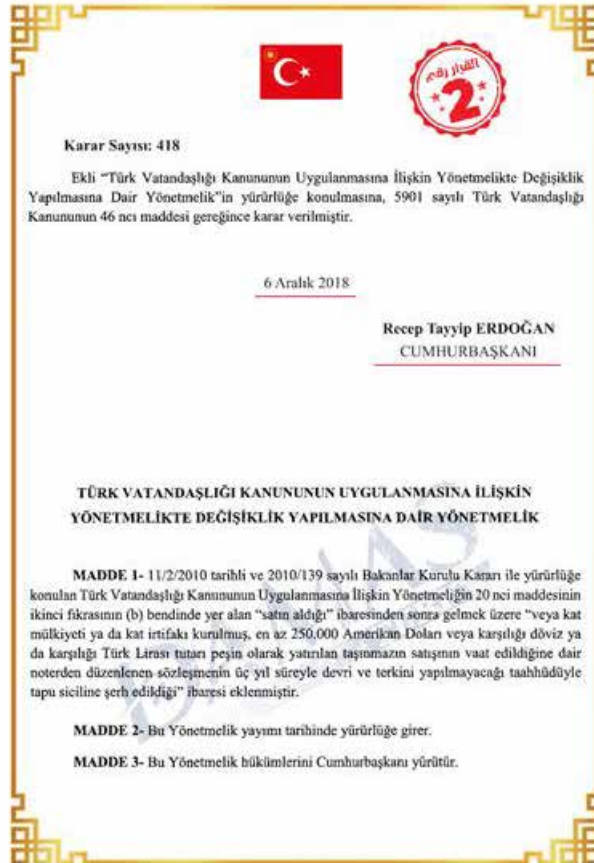 القرار رقم
2
Karar Sayısı: 418
Ekli “Türk Vatandaşlığı Kanununun Uygulanmasına İlişkin Yönetmelikte Değişiklik
Yapılmasına Dair Yönetmelik”in yürürlüğe konulmasına, 5901 sayılı Türk Vatandaşlığı
Kanununun 46 ncı maddesi gereğince karar verilmiştir.
6 Aralık 2018
Recep Tayyip ERDOĞAN
CUMHURBAŞKANI
TÜRK VATANDAŞLIĞI KANUNUNUN UYGULANMASINA İLİŞKİN
YÖNETMELİKTE DEĞİŞİKLİK YAPILMASINA DAİR YÖNETMELİK
MADDE 1- 11/2/2010 tarihli ve 2010/139 sayılı Bakanlar Kurulu Kararı ile yürürlüğe
konulan Türk Vatandaşlığı Kanununun Uygulanmasına İlişkin Yönetmeliğin 20 nci maddesinin
ikinci fıkrasının (b) bendinde yer alan “satın aldığı” ibaresinden sonra gelmek üzere “veya kat
mülkiyeti ya da kat irtifakı kurulmuş, en az 250.000 Amerikan Doları veya karşılığı döviz ya
da karşılığı Türk Lirası tutarı peşin olarak yatırılan taşınmazın satışının vaat edildiğine dair
noterden düzenlenen sözleşmenin üç yıl süreyle devri ve terkini yapılmayacağı taahhüdüyle
tapu siciline şerh edildiği” ibaresi eklenmiştir.
MADDE 2- Bu Yönetmelik yayımı tarihinde yürürlüğe girer.
MADDE 3- Bu Yönetmelik hükümlerini Cumhurbaşkanı yürütür.